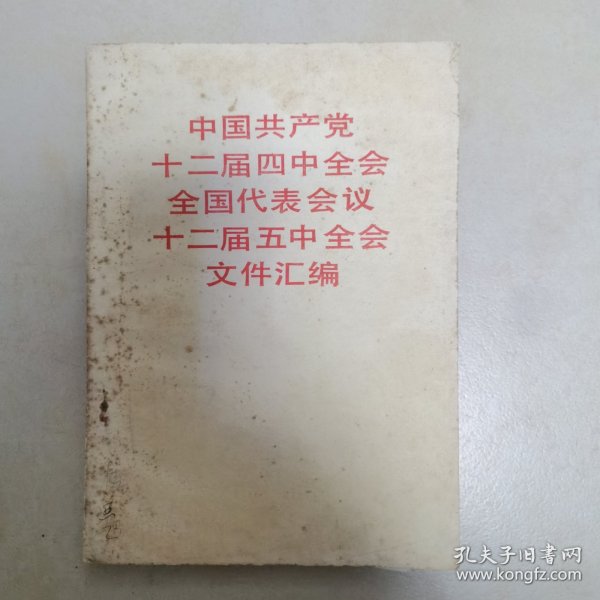 中国共产党
十二届四中全会
全国代表会议
十二届五中全会
文件汇编
孔夫子旧书网
www.kongfz.com